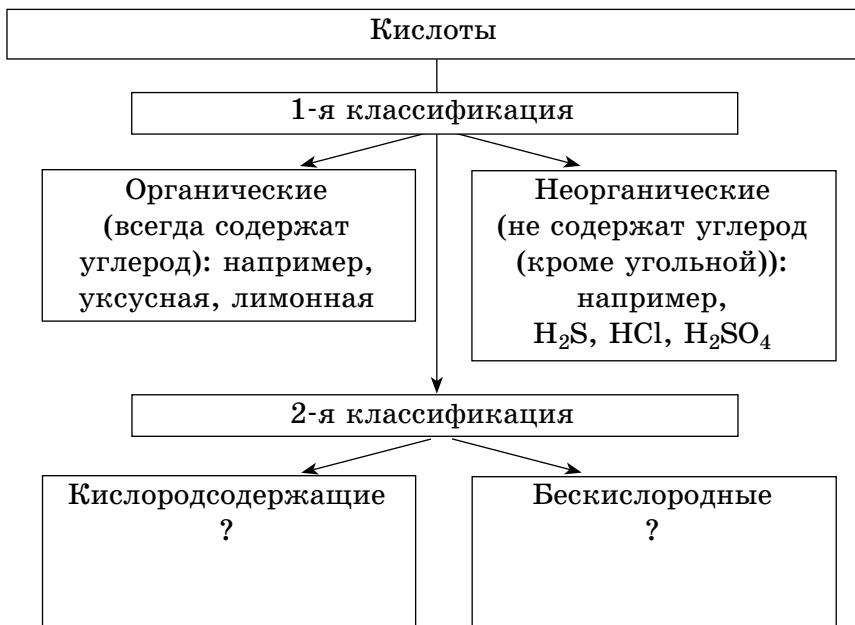 Кислоты
1-я классификация
Органические
(всегда содержат
углерод): например,
уксусная, лимонная
Неорганические
(не содержат углерод
(кроме угольной)):
например,
H₂S, HCl, H₂SO₄
2-я классификация
Кислородсодержащие
?
Бескислородные
?